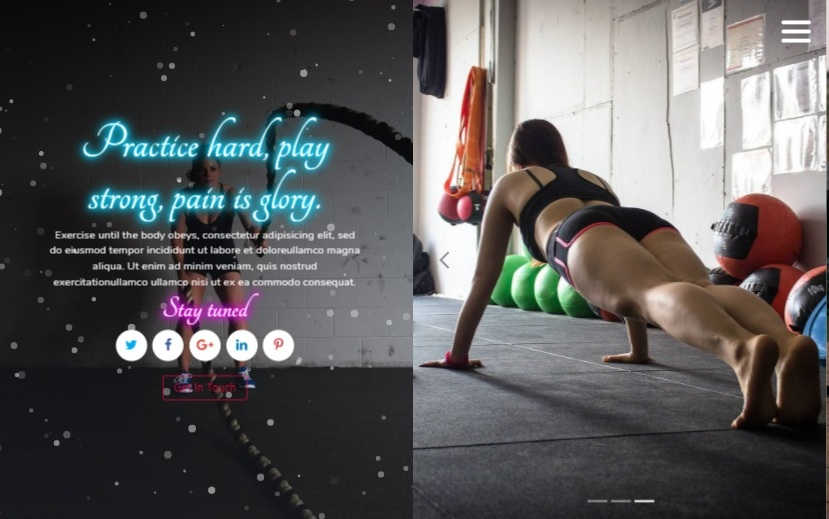 Practice hard, play
strong, pain is glory.
Exercise until the body obeys, consectetur adipisicing elit, sed
do eiusmod tempor incididunt ut labore et doloreullamco magna
aliqua. Ut enim ad minim veniam, quis nostrud
exercitationullamco ullamco nisi ut ex ea commodo consequat.
Stay tuned
Get In Touch
10kg